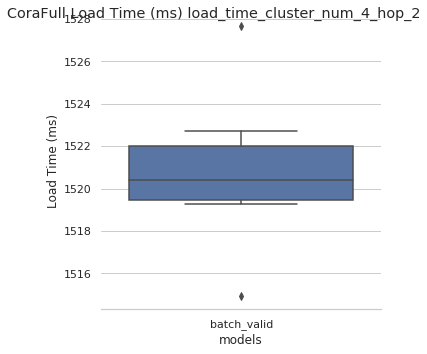 CoraFull Load Time (ms) load_time_cluster_num_4_hop_2
1528
1526
1524
1522
1520
1518
1516
Load Time (ms)
batch_valid
models